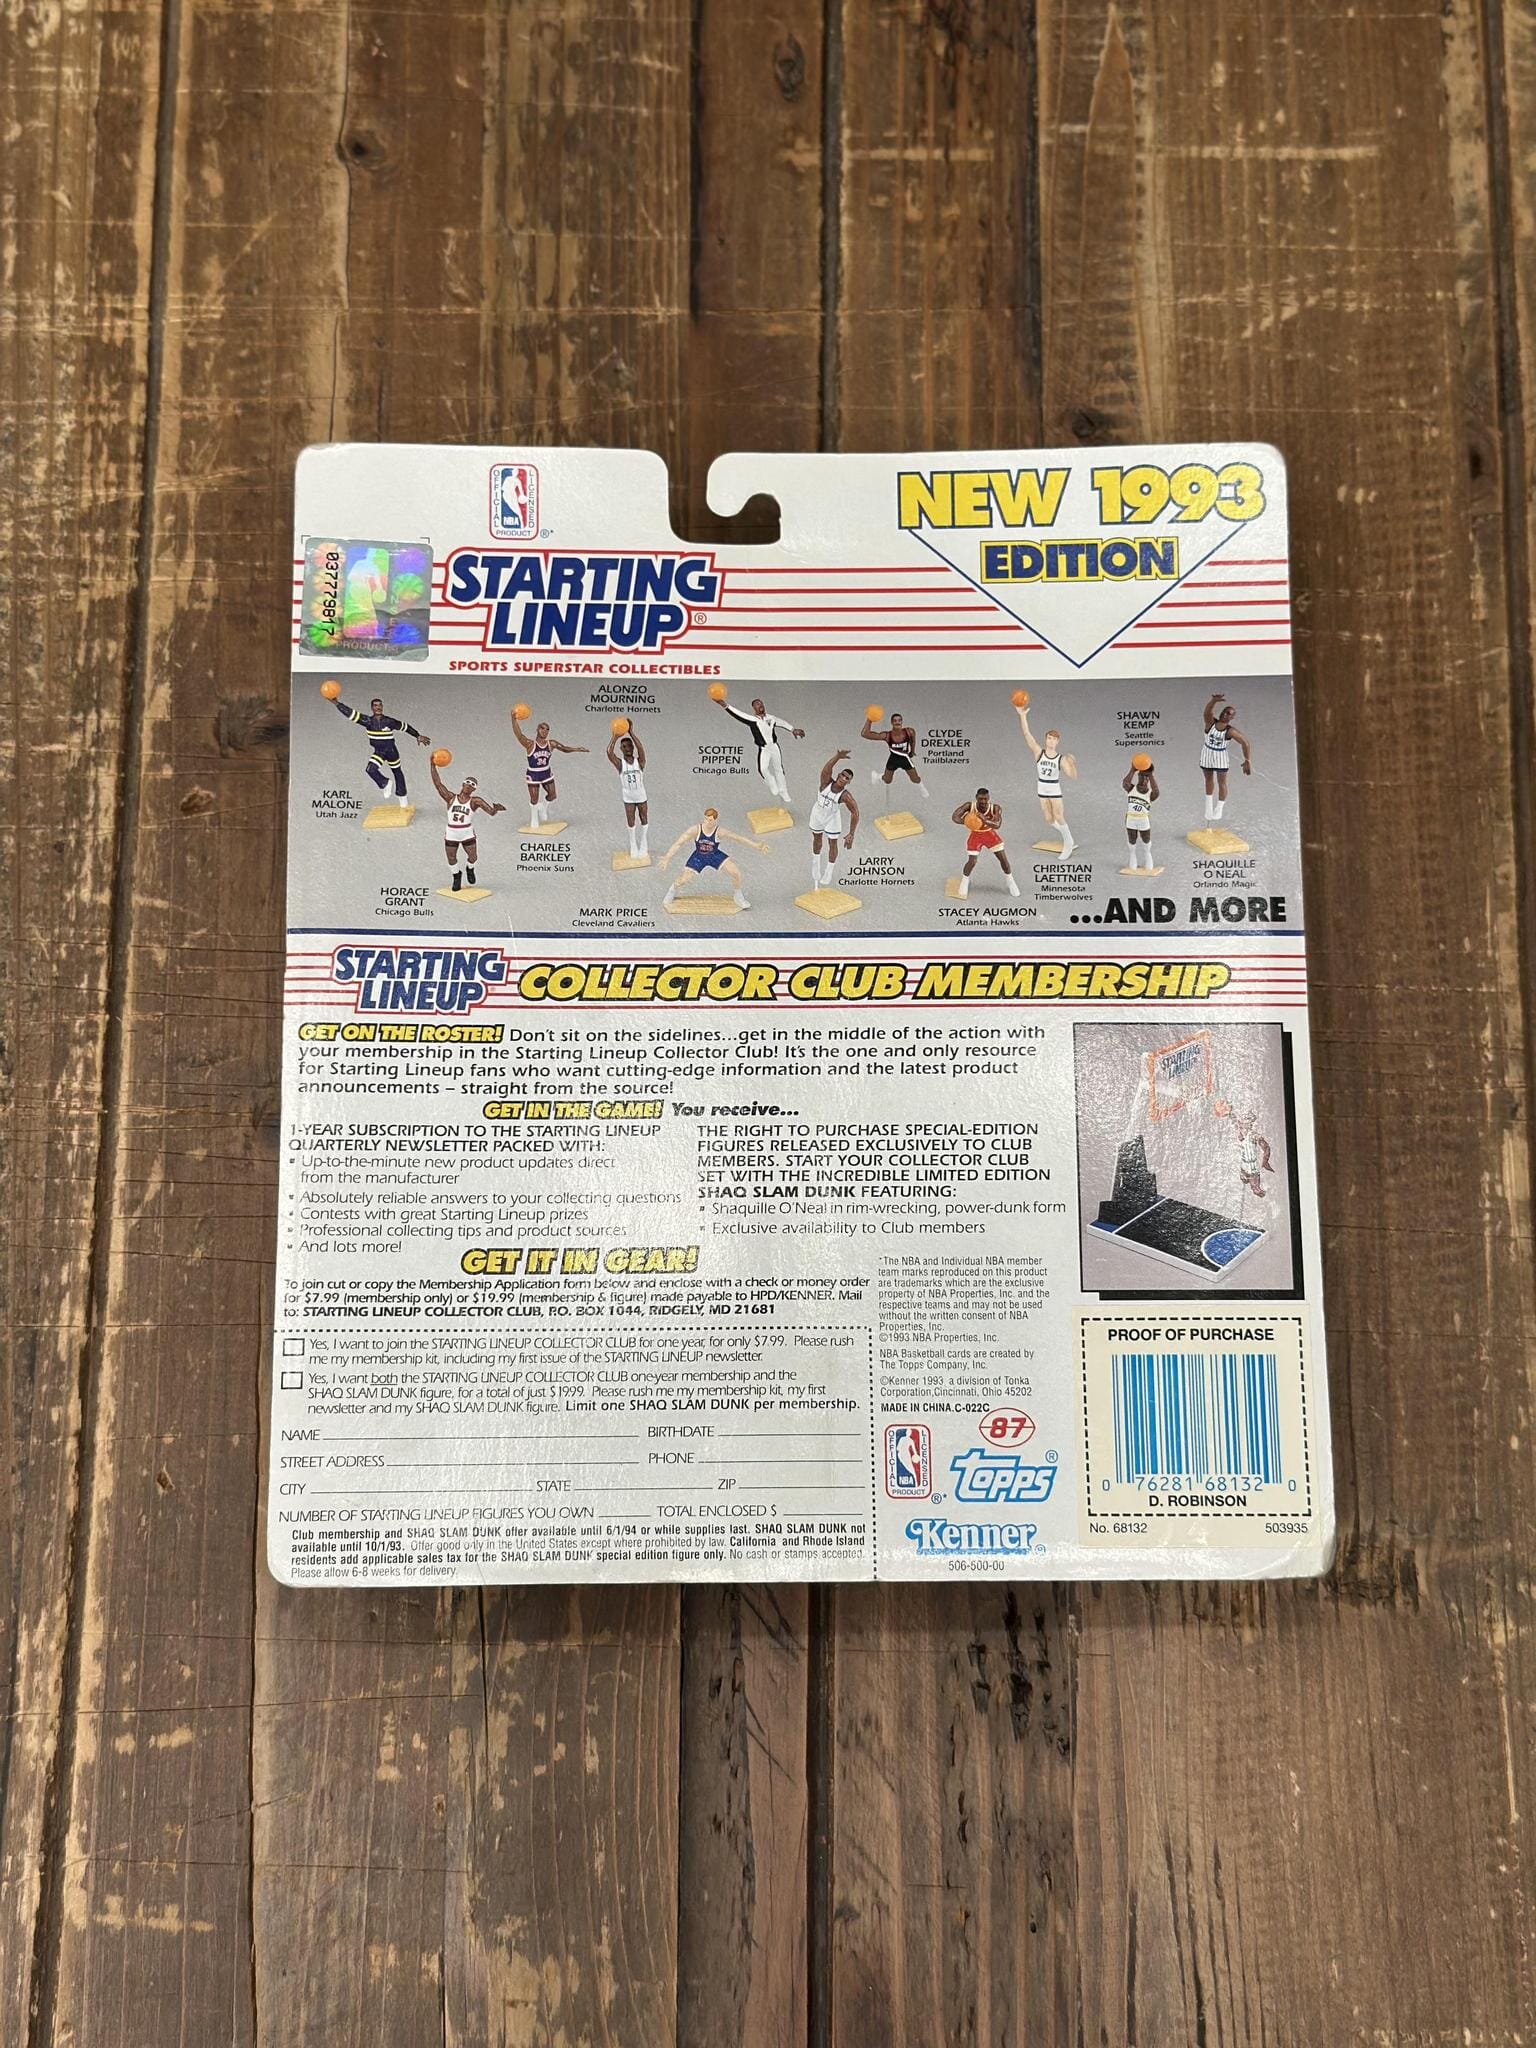 NEW 1993
EDITION
OFFICIAL
LICENSED
NBA
PRODUCT ®*
037779817
PRODUCT
STARTING
LINEUP ®
SPORTS SUPERSTAR COLLECTIBLES
KARL
MALONE
Utah Jazz
HORACE
GRANT
Chicago Bulls
CHARLES
BARKLEY
Phoenix Suns
ALONZO
MOURNING
Charlotte Hornets
MARK PRICE
Cleveland Cavaliers
SCOTTIE
PIPPEN
Chicago Bulls
LARRY
JOHNSON
Charlotte Hornets
CLYDE
DREXLER
Portland
Trailblazers
STACEY AUGMON
Atlanta Hawks
CHRISTIAN
LAETTNER
Minnesota
Timberwolves
SHAWN
KEMP
Seattle
Supersonics
SHAQUILLE
O'NEAL
Orlando Magic
...AND MORE
STARTING
LINEUP
COLLECTOR CLUB MEMBERSHIP
GET ON THE ROSTER! Don't sit on the sidelines...get in the middle of the action with
your membership in the Starting Lineup Collector Club! It's the one and only resource
for Starting Lineup fans who want cutting-edge information and the latest product
announcements – straight from the source!
GET IN THE GAME! You receive...
1-YEAR SUBSCRIPTION TO THE STARTING LINEUP
QUARTERLY NEWSLETTER PACKED WITH:
▪ Up-to-the-minute new product updates direct
from the manufacturer
▪ Absolutely reliable answers to your collecting questions
▪ Contests with great Starting Lineup prizes
▪ Professional collecting tips and product sources
▪ And lots more!
THE RIGHT TO PURCHASE SPECIAL-EDITION
FIGURES RELEASED EXCLUSIVELY TO CLUB
MEMBERS. START YOUR COLLECTOR CLUB
SET WITH THE INCREDIBLE LIMITED EDITION
SHAQ SLAM DUNK FEATURING:
▪ Shaquille O'Neal in rim-wrecking, power-dunk form
▪ Exclusive availability to Club members
STARTING
LINEUP
GET IT IN GEAR!
To join cut or copy the Membership Application form below and enclose with a check or money order
for $7.99 (membership only) or $19.99 (membership & figure) made payable to HPD/KENNER. Mail
to: STARTING LINEUP COLLECTOR CLUB, P.O. BOX 1044, RIDGELY, MD 21681
Yes, I want to join the STARTING LINEUP COLLECTOR CLUB for one year, for only $7.99. Please rush
me my membership kit, including my first issue of the STARTING LINEUP newsletter.
Yes, I want both the STARTING LINEUP COLLECTOR CLUB one-year membership and the
SHAQ SLAM DUNK figure, for a total of just $19.99. Please rush me my membership kit, my first
newsletter and my SHAQ SLAM DUNK figure. Limit one SHAQ SLAM DUNK per membership.
NAME BIRTHDATE
STREET ADDRESS PHONE
CITY STATE ZIP
NUMBER OF STARTING LINEUP FIGURES YOU OWN TOTAL ENCLOSED $
Club membership and SHAQ SLAM DUNK offer available until 6/1/94 or while supplies last. SHAQ SLAM DUNK not
available until 10/1/93. Offer good only in the United States except where prohibited by law. California and Rhode Island
residents add applicable sales tax for the SHAQ SLAM DUNK special edition figure only. No cash or stamps accepted.
Please allow 6-8 weeks for delivery.
*The NBA and Individual NBA member
team marks reproduced on this product
are trademarks which are the exclusive
property of NBA Properties, Inc. and the
respective teams and may not be used
without the written consent of NBA
Properties, Inc.
©1993 NBA Properties, Inc.
NBA Basketball cards are created by
The Topps Company, Inc.
©Kenner 1993, a division of Tonka
Corporation,Cincinnati, Ohio 45202
MADE IN CHINA.C-022C
87
OFFICIAL
LICENSED
NBA
PRODUCT ®*
TOPPS ®
Kenner ®
506-500-00
PROOF OF PURCHASE
0 76281 68132 0
D. ROBINSON
No. 68132 503935